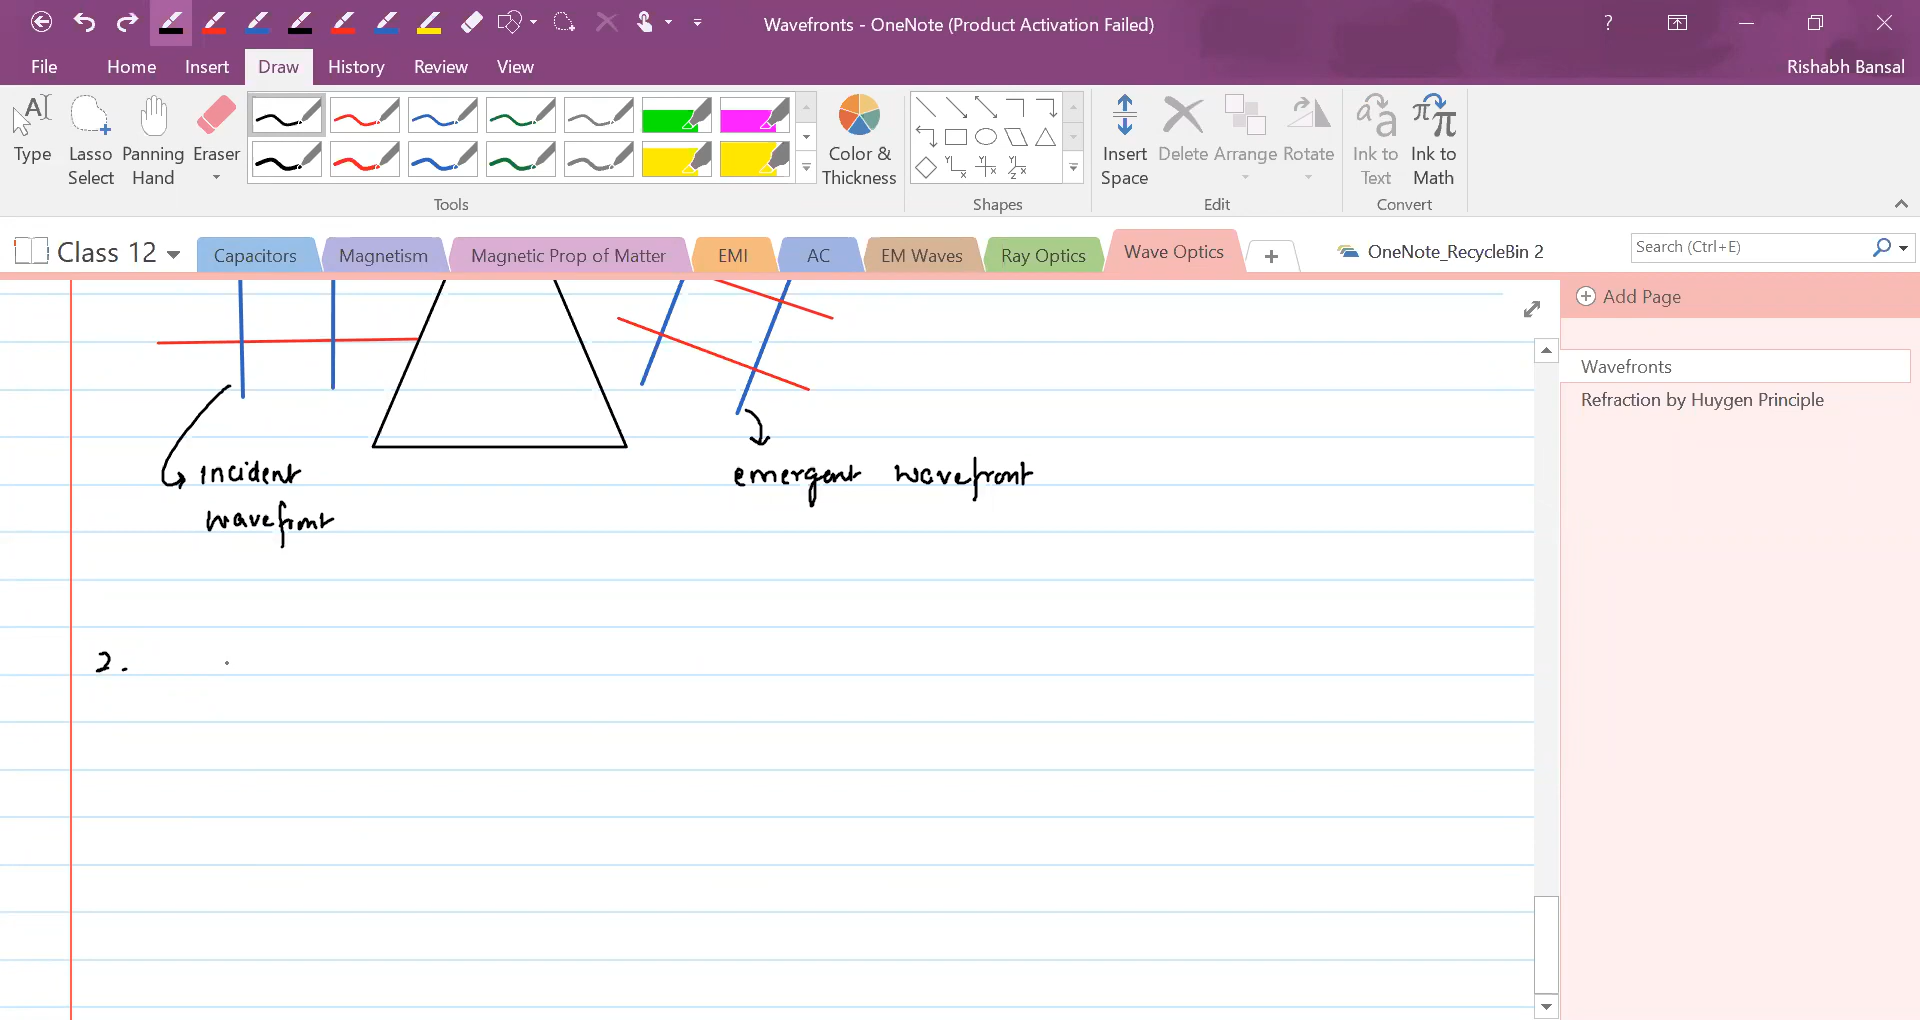 Wavefronts - OneNote (Product Activation Failed)
?
File Home Insert Draw History Review View
Rishabh Bansal
Type
Lasso Select
Panning Hand
Eraser
Color & Thickness
Insert Space
Delete
Arrange
Rotate
Ink to Text
Ink to Math
Tools
Shapes
Edit
Convert
Class 12
Capacitors
Magnetism
Magnetic Prop of Matter
EMI
AC
EM Waves
Ray Optics
Wave Optics
OneNote_RecycleBin 2
Search (Ctrl+E)
Add Page
Wavefronts
Refraction by Huygen Principle
incident
wavefront
emergent wavefront
2.